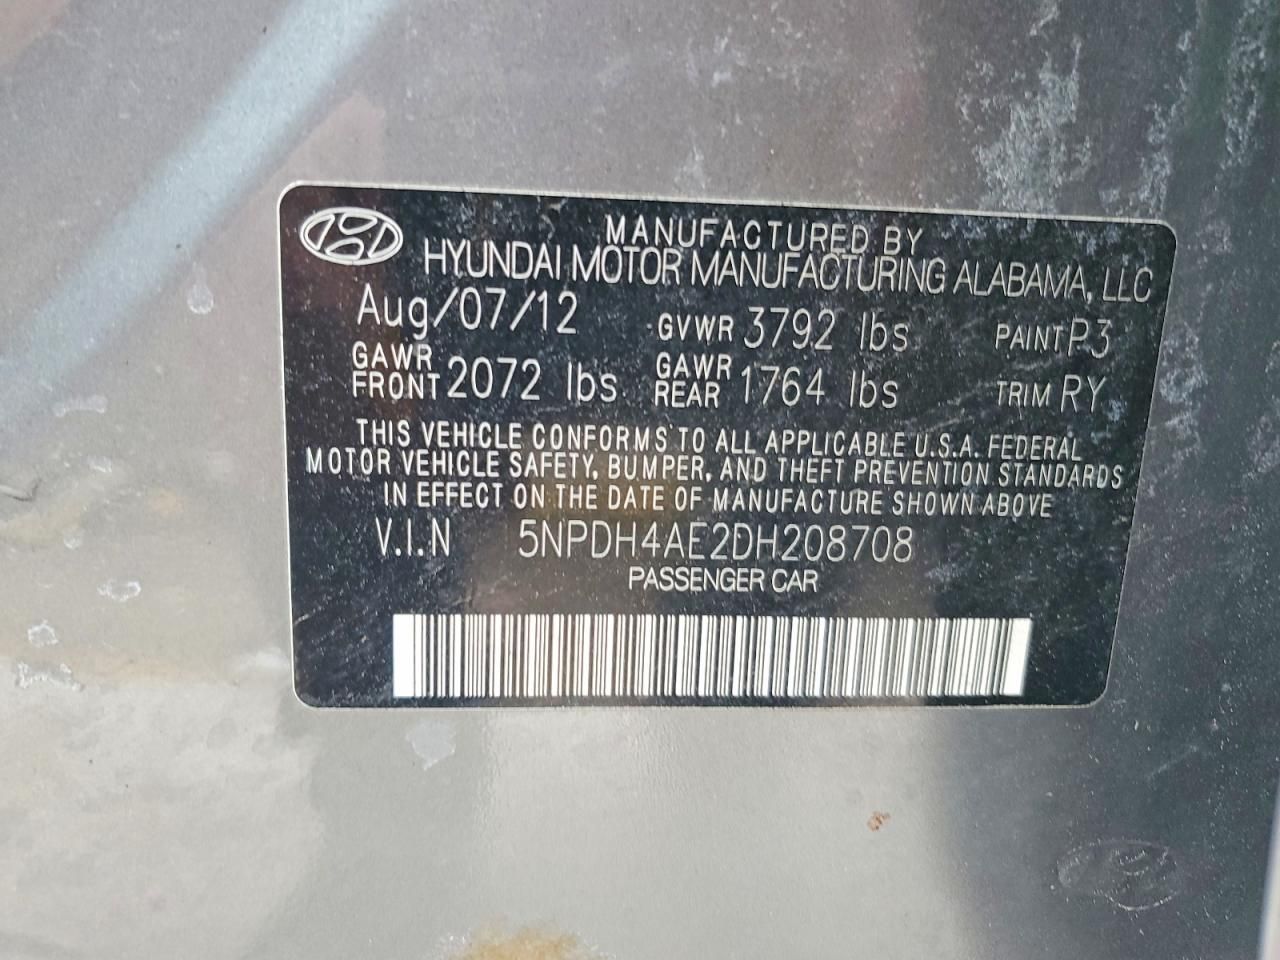 MANUFACTURED BY
HYUNDAI MOTOR MANUFACTURING ALABAMA, LLC
Aug/07/12 GVWR 3792 lbs PAINT P3
GAWR FRONT 2072 lbs GAWR REAR 1764 lbs TRIM RY
THIS VEHICLE CONFORMS TO ALL APPLICABLE U.S.A. FEDERAL
MOTOR VEHICLE SAFETY, BUMPER, AND THEFT PREVENTION STANDARDS
IN EFFECT ON THE DATE OF MANUFACTURE SHOWN ABOVE
V.I.N 5NPDH4AE2DH208708
PASSENGER CAR